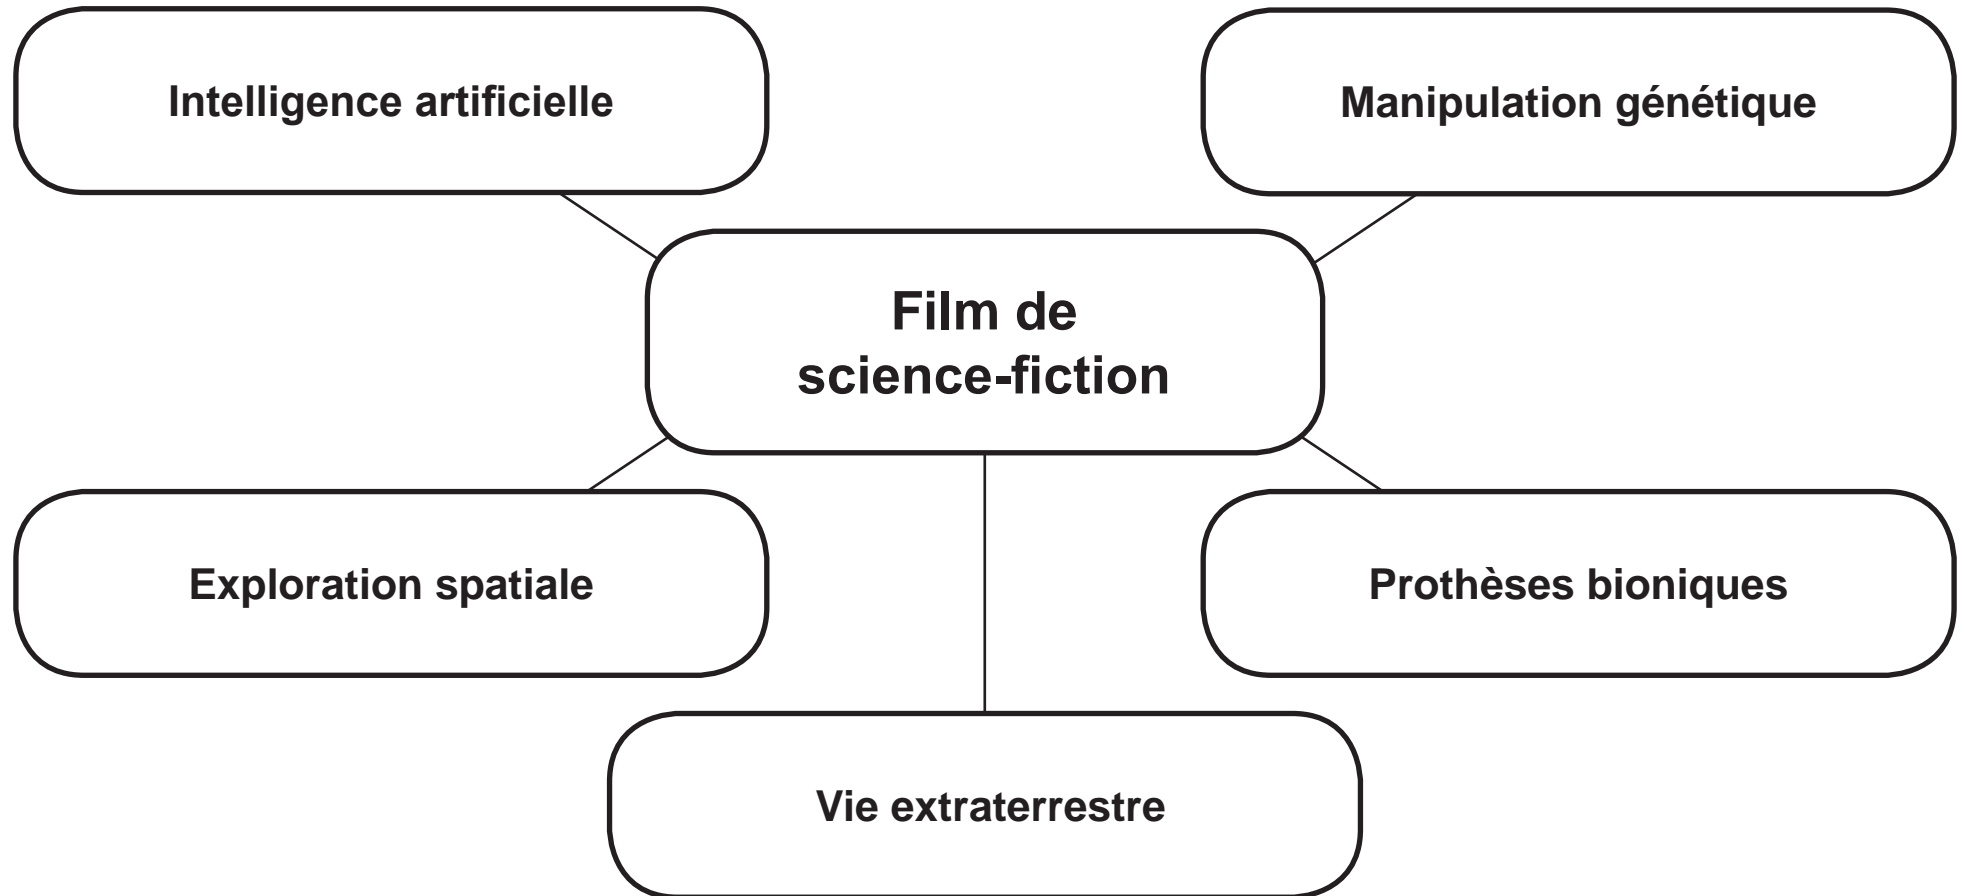 Intelligence artificielle
Manipulation génétique
Film de
science-fiction
Exploration spatiale
Prothèses bioniques
Vie extraterrestre